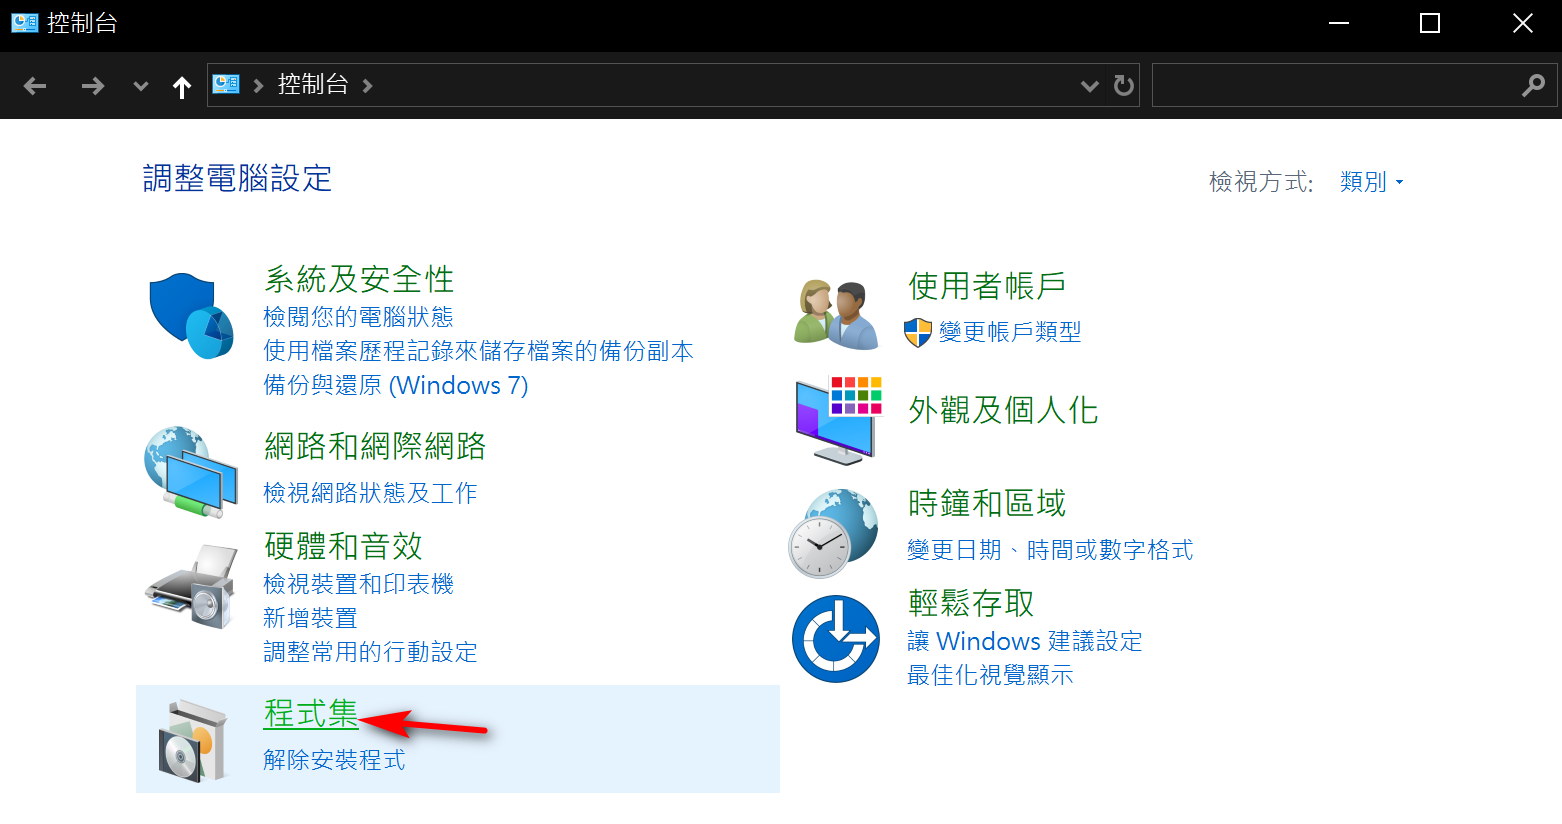 控制台
控制台
調整電腦設定
檢視方式: 類別
系統及安全性
檢閱您的電腦狀態
使用檔案歷程記錄來儲存檔案的備份副本
備份與還原 (Windows 7)
網路和網際網路
檢視網路狀態及工作
硬體和音效
檢視裝置和印表機
新增裝置
調整常用的行動設定
程式集
解除安裝程式
使用者帳戶
變更帳戶類型
外觀及個人化
時鐘和區域
變更日期、時間或數字格式
輕鬆存取
讓 Windows 建議設定
最佳化視覺顯示